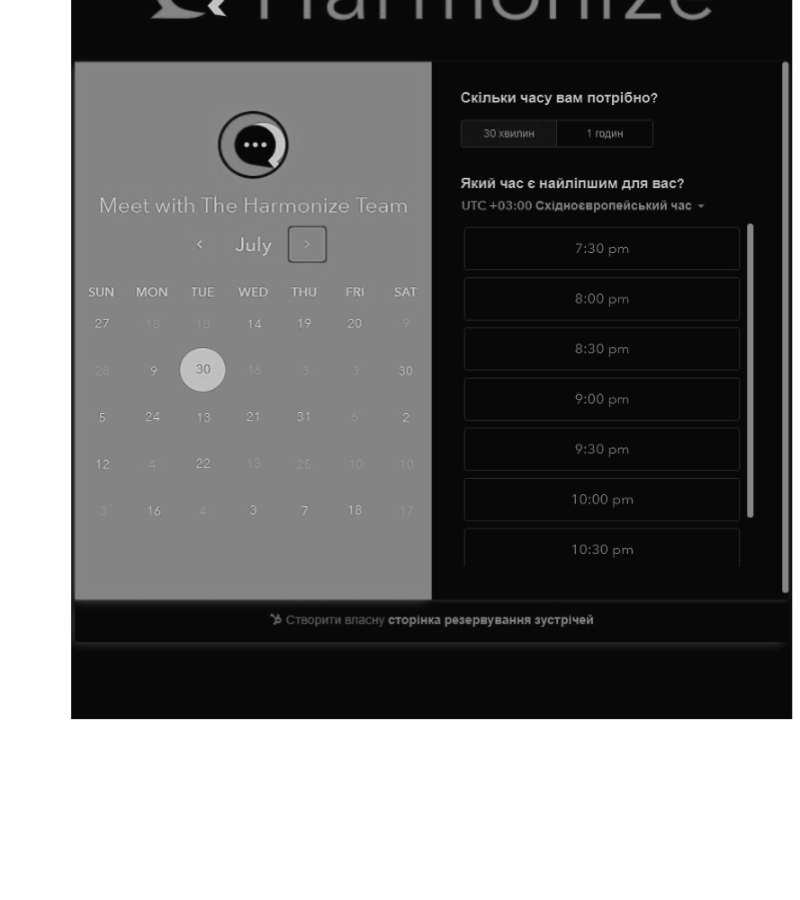 Harmonize
Meet with The Harmonize Team
‹ July ›
SUN MON TUE WED THU FRI SAT
27 18 18 14 19 20 9
28 9 30 16 3 3 30
5 24 13 21 31 6 2
12 4 22 13 25 10 10
3 16 4 3 7 18 17
Скільки часу вам потрібно?
30 хвилин 1 годин
Який час є найліпшим для вас?
UTC +03:00 Східноєвропейський час
7:30 pm
8:00 pm
8:30 pm
9:00 pm
9:30 pm
10:00 pm
10:30 pm
Створити власну сторінка резервування зустрічей